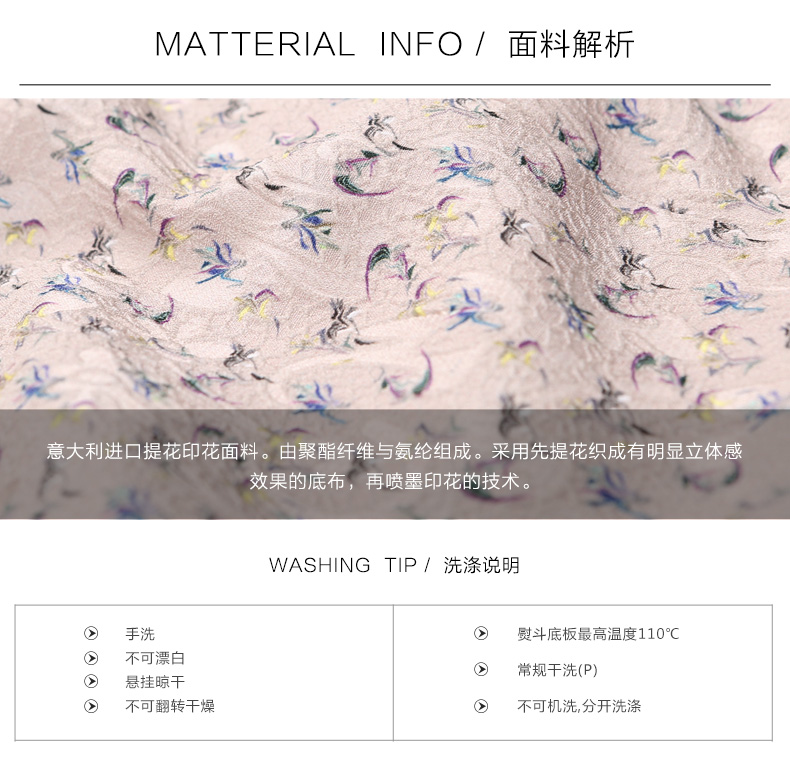 MATTERIAL INFO / 面料解析
意大利进口提花印花面料。由聚酯纤维与氨纶组成。采用先提花织成有明显立体感
效果的底布，再喷墨印花的技术。
WASHING TIP / 洗涤说明
手洗
不可漂白
悬挂晾干
不可翻转干燥
熨斗底板最高温度110℃
常规干洗(P)
不可机洗,分开洗涤